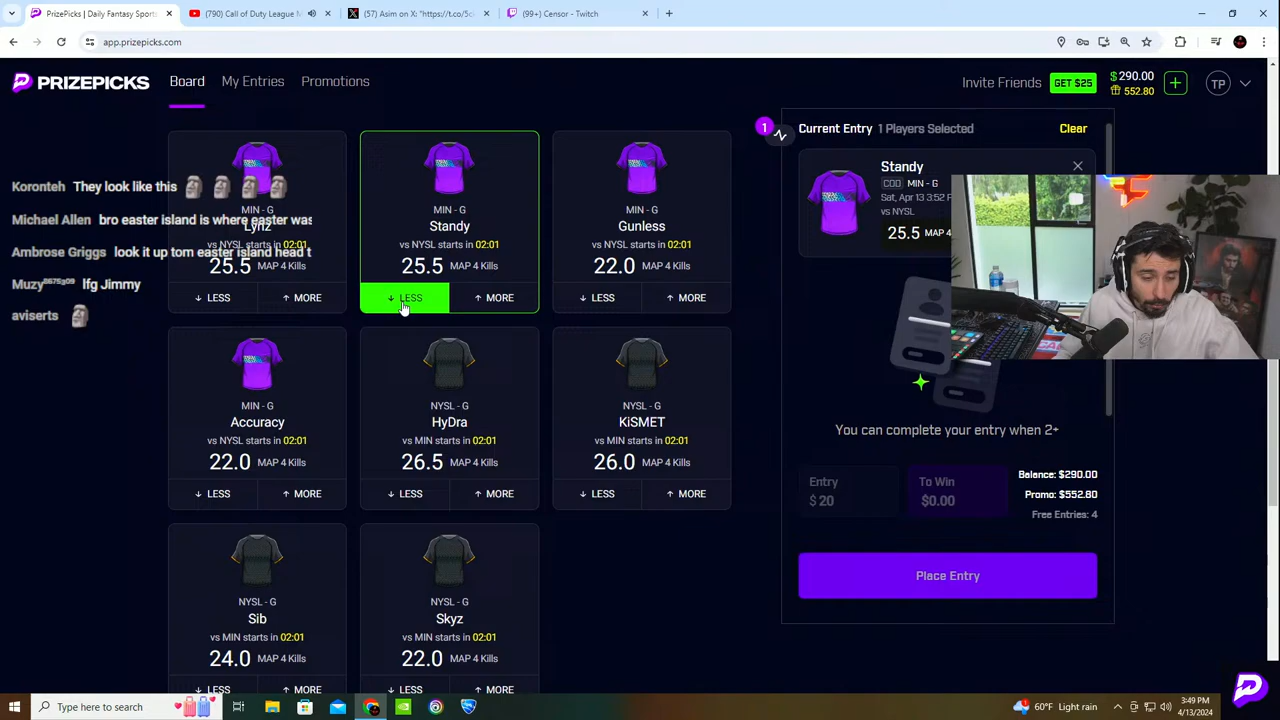 PrizePicks | Daily Fantasy Sports
(790) Call of Duty League M
(57) Asim on X: "https://t.co/Sc
(99+) Censor - Twitch
app.prizepicks.com
PRIZEPICKS
Board
My Entries
Promotions
Invite Friends
GET $25
$290.00
552.80
TP
MIN - G
Lynz
vs NYSL starts in 02:01
25.5 MAP 4 Kills
LESS
MORE
MIN - G
Standy
vs NYSL starts in 02:01
25.5 MAP 4 Kills
LESS
MORE
MIN - G
Gunless
vs NYSL starts in 02:01
22.0 MAP 4 Kills
LESS
MORE
Koronteh They look like this
Michael Allen bro easter island is where easter was
Ambrose Griggs look it up tom easter island head t
Muzy⁸⁶⁷⁵³⁰⁹ lfg Jimmy
aviserts
MIN - G
Accuracy
vs NYSL starts in 02:01
22.0 MAP 4 Kills
LESS
MORE
NYSL - G
HyDra
vs MIN starts in 02:01
26.5 MAP 4 Kills
LESS
MORE
NYSL - G
KiSMET
vs MIN starts in 02:01
26.0 MAP 4 Kills
LESS
MORE
NYSL - G
Sib
vs MIN starts in 02:01
24.0 MAP 4 Kills
LESS
MORE
NYSL - G
Skyz
vs MIN starts in 02:01
22.0 MAP 4 Kills
LESS
MORE
1
Current Entry 1 Players Selected
Clear
Standy
COD MIN - G
Sat, Apr 13 3:52 P
vs NYSL
25.5 MAP 4
You can complete your entry when 2+
Entry
$ 20
To Win
$0.00
Balance: $290.00
Promo: $552.80
Free Entries: 4
Place Entry
Type here to search
60°F Light rain
3:49 PM
4/13/2024